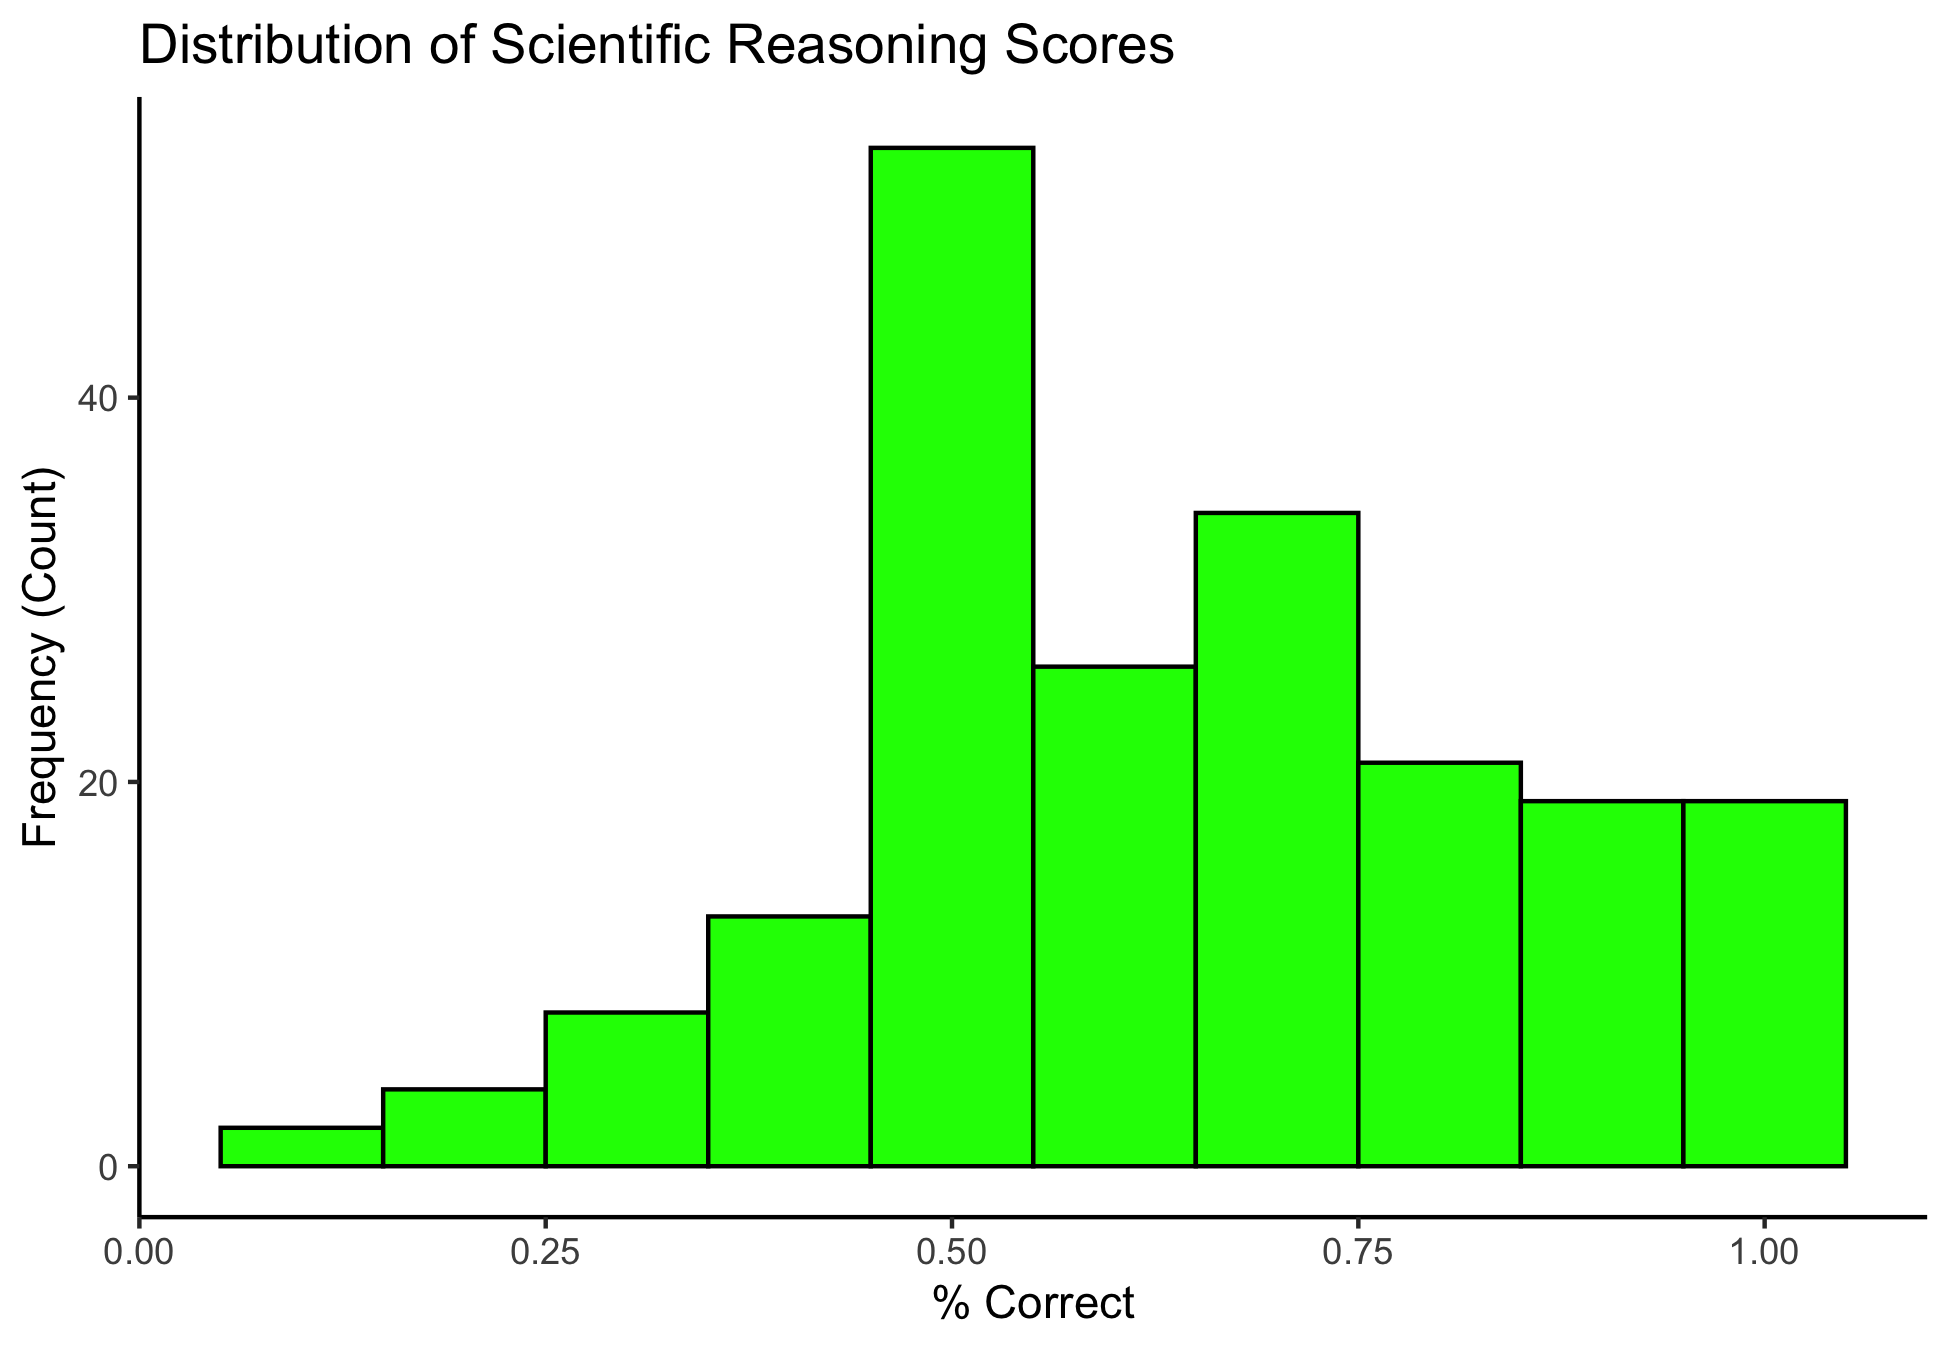 Distribution of Scientific Reasoning Scores
Frequency (Count)
40
20
0
0.00 0.25 0.50 0.75 1.00
% Correct